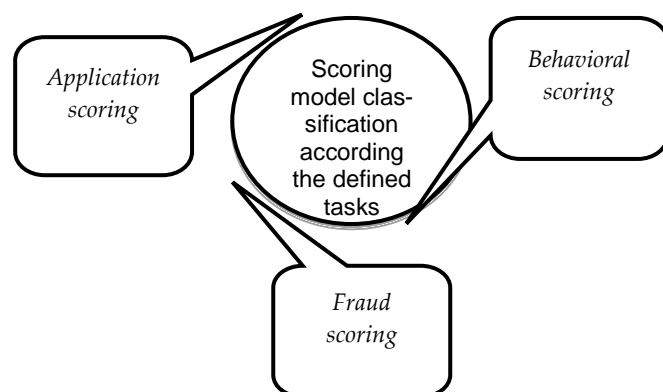 Application
scoring
Scoring
model clas-
sification
according
the defined
tasks
Behavioral
scoring
Fraud
scoring